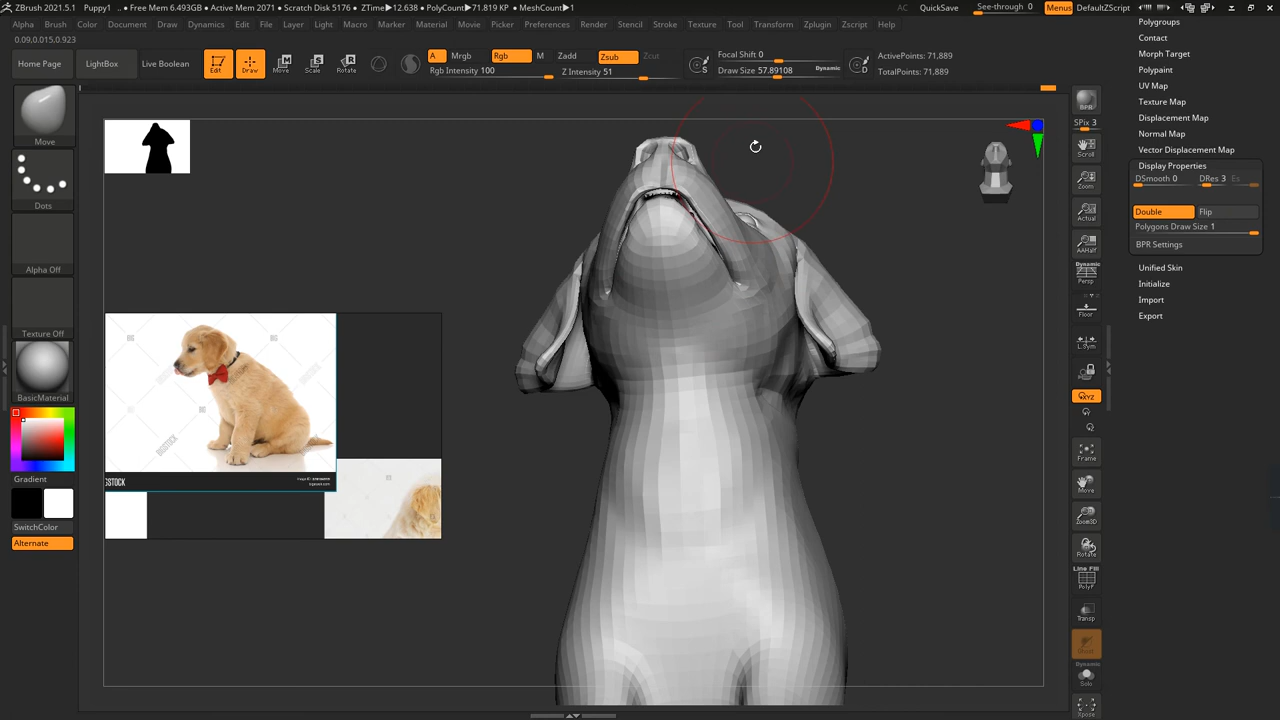 ZBrush 2021.5.1 Puppy1 .. • Free Mem 6.493GB • Active Mem 2071 • Scratch Disk 5176 • ZTime▶12.638 • PolyCount▶71.819 KP • MeshCount▶1
AC QuickSave See-through 0 Menus DefaultZScript
Alpha Brush Color Document Draw Dynamics Edit File Layer Light Macro Marker Material Movie Picker Preferences Render Stencil Stroke Texture Tool Transform Zplugin Zscript Help
0.09,0.015,0.923
Home Page LightBox Live Boolean Edit Draw Move Scale Rotate
A Mrgb Rgb M Zadd Zsub Zcut
Rgb Intensity 100 Z Intensity 51
S Focal Shift 0
Draw Size 57.89108 Dynamic
D ActivePoints: 71,889
TotalPoints: 71,889
Move
Dots
Alpha Off
Texture Off
BasicMaterial
Gradient
SwitchColor
Alternate
BPR
SPix 3
Scroll
Zoom
Actual
AAHalf
Dynamic
Persp
Floor
L.Sym
XYZ
Frame
Move
Zoom3D
Rotate
Line Fill
PolyF
Transp
Dynamic
Solo
Xpose
Polygroups
Contact
Morph Target
Polypaint
UV Map
Texture Map
Displacement Map
Normal Map
Vector Displacement Map
Display Properties
DSmooth 0 DRes 3 Es
Double Flip
Polygons Draw Size 1
BPR Settings
Unified Skin
Initialize
Import
Export